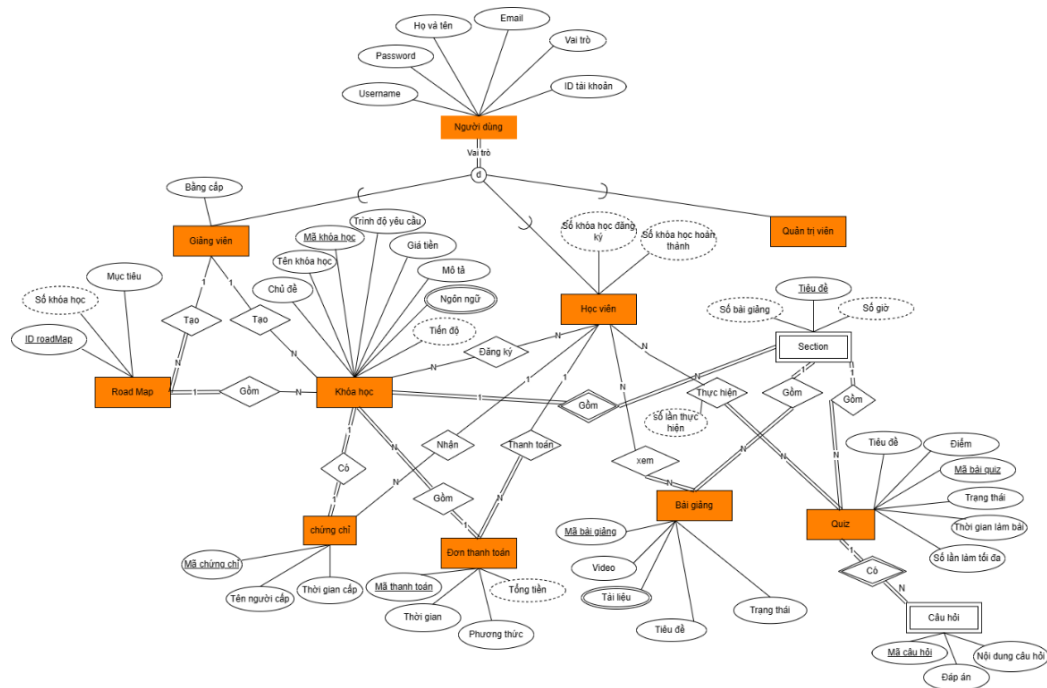 Email
Họ và tên
Vai trò
Password
ID tài khoản
Username
Người dùng
Vai trò
d
Bằng cấp
Số khóa học đăng
ký
Số khóa học hoàn
thành
Trình độ yêu cầu
Mã khóa học
Giá tiền
Giảng viên
Quản trị viên
Tên khóa học
Mô tả
Mục tiêu
Chủ đề
Ngôn ngữ
Số khóa học
Tiêu đề
Số bài giảng
Số giờ
Học viên
1
1
Tạo
Tạo
Tiến độ
ID roadMap
Section
N
Đăng ký
N
N
1
1
N
N
1
1
N
N
N
Road Map
1
Gồm
N
Khóa học
1
Gồm
N
Thực hiện
Gồm
Gồm
số lần thực
hiện
1
N
Nhận
Thanh toán
Tiêu đề
Điểm
Có
xem
N
N
N
Mã bài quiz
N
Gồm
N
N
Trạng thái
1
1
N
chứng chỉ
Bài giảng
Quiz
Thời gian làm bài
Mã bài giảng
Đơn thanh toán
1
Số lần làm tối đa
Mã chứng chỉ
Video
Có
Thời gian cấp
Mã thanh toán
Tổng tiền
N
Tên người cấp
Tài liệu
Trạng thái
Thời gian
Câu hỏi
Phương thức
Tiêu đề
Mã câu hỏi
Nội dung câu hỏi
Đáp án